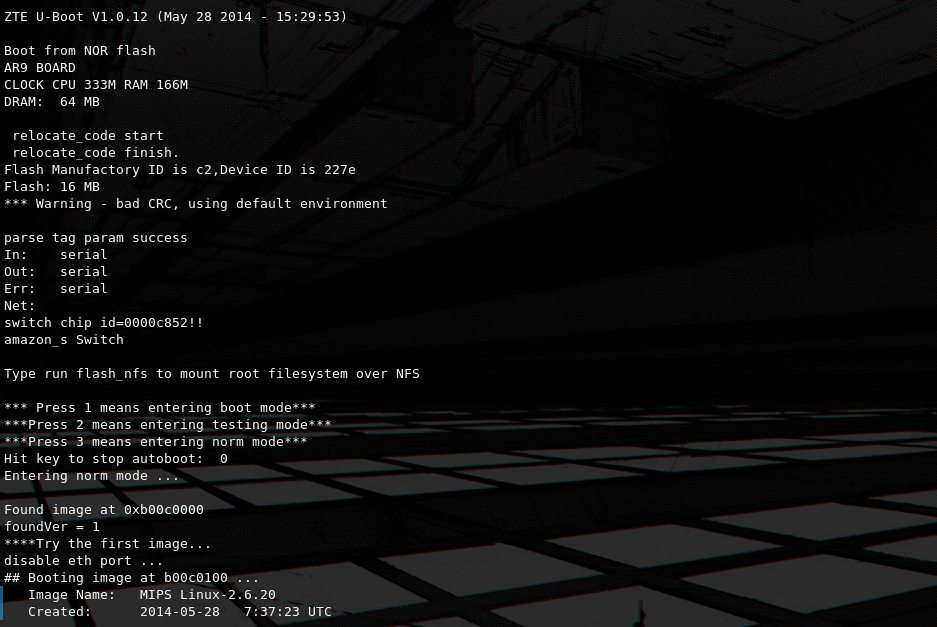 ZTE U-Boot V1.0.12 (May 28 2014 - 15:29:53)
Boot from NOR flash
AR9 BOARD
CLOCK CPU 333M RAM 166M
DRAM:  64 MB
relocate_code start
relocate_code finish.
Flash Manufactory ID is c2,Device ID is 227e
Flash: 16 MB
*** Warning - bad CRC, using default environment
parse tag param success
In:    serial
Out:   serial
Err:   serial
Net:
switch chip id=0000c852!!
amazon_s Switch
Type run flash_nfs to mount root filesystem over NFS
*** Press 1 means entering boot mode***
***Press 2 means entering testing mode***
***Press 3 means entering norm mode***
Hit key to stop autoboot:  0
Entering norm mode ...
Found image at 0xb00c0000
foundVer = 1
****Try the first image...
disable eth port ...
## Booting image at b00c0100 ...
Image Name:   MIPS Linux-2.6.20
Created:      2014-05-28   7:37:23 UTC